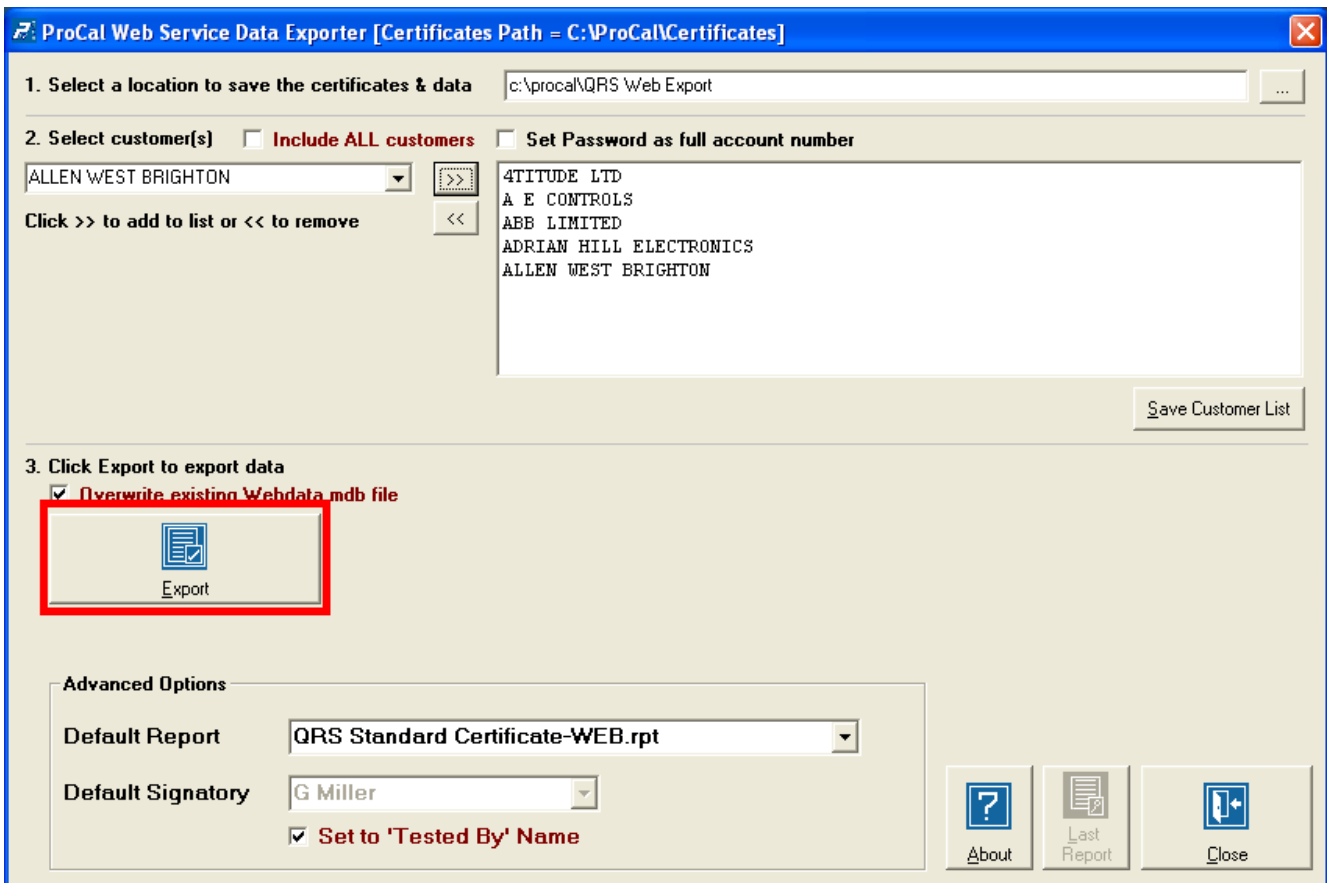 ProCal Web Service Data Exporter [Certificates Path = C:\ProCal\Certificates]
1. Select a location to save the certificates & data
c:\procal\QRS Web Export
...
2. Select customer(s)
Include ALL customers
Set Password as full account number
ALLEN WEST BRIGHTON
>>
Click >> to add to list or << to remove
<<
4TITUDE LTD
A E CONTROLS
ABB LIMITED
ADRIAN HILL ELECTRONICS
ALLEN WEST BRIGHTON
Save Customer List
3. Click Export to export data
Overwrite existing Webdata mdb file
Export
Advanced Options
Default Report
QRS Standard Certificate-WEB.rpt
Default Signatory
G Miller
Set to 'Tested By' Name
?
About
Last
Report
Close